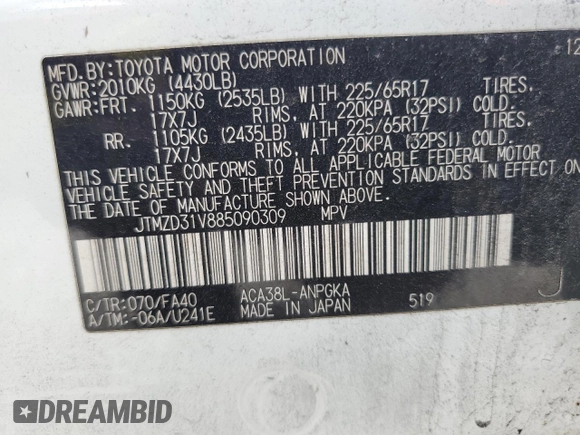 MFD.BY:TOYOTA MOTOR CORPORATION 12
GVWR:2010KG (4430LB)
GAWR:FRT. 1150KG (2535LB) WITH 225/65R17 TIRES.
17X7J RIMS, AT 220KPA (32PSI) COLD.
RR. 1105KG (2435LB) WITH 225/65R17 TIRES.
17X7J RIMS, AT 220KPA (32PSI) COLD.
THIS VEHICLE CONFORMS TO ALL APPLICABLE FEDERAL MOTOR
VEHICLE SAFETY AND THEFT PREVENTION STANDARDS IN EFFECT ON
THE DATE OF MANUFACTURE SHOWN ABOVE.
JTMZD31V885090309 MPV
C/TR:070/FA40 ACA38L-ANPGKA 519 J
A/TM:-06A/U241E MADE IN JAPAN
DREAMBID